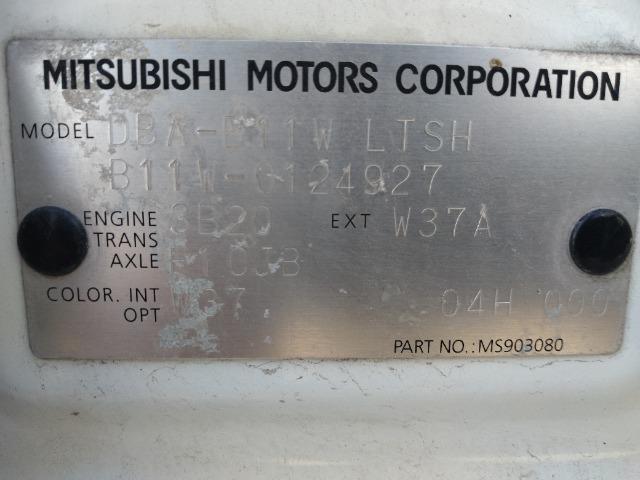 MITSUBISHI MOTORS CORPORATION
MODEL DBA-B11W LTSH
B11W-0124927
ENGINE 3B20 EXT W37A
TRANS
AXLE F1CJB
COLOR. INT W37 04H 000
OPT
PART NO.: MS903080